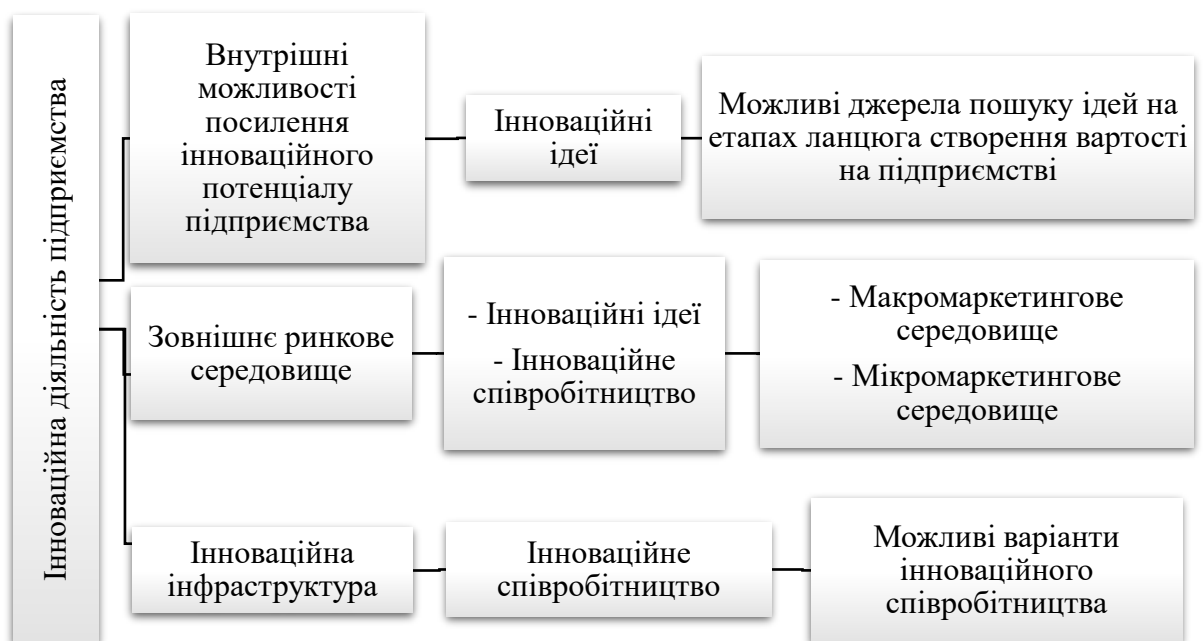 Інноваційна діяльність підприємства
Внутрішні
можливості
посилення
інноваційного
потенціалу
підприємства
Інноваційні
ідеї
Можливі джерела пошуку ідей на
етапах ланцюга створення вартості
на підприємстві
Зовнішнє ринкове
середовище
- Інноваційні ідеї
- Інноваційне
співробітництво
- Макромаркетингове
середовище
- Мікромаркетингове
середовище
Інноваційна
інфраструктура
Інноваційне
співробітництво
Можливі варіанти
інноваційного
співробітництва